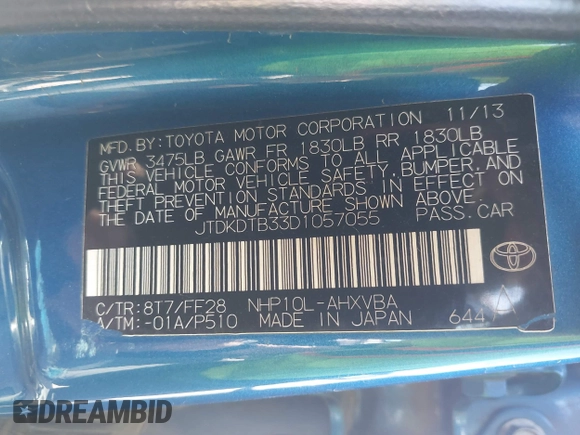 MFD.BY:TOYOTA MOTOR CORPORATION 11/13
GVWR 3475LB GAWR FR 1830LB RR 1830LB
THIS VEHICLE CONFORMS TO ALL APPLICABLE
FEDERAL MOTOR VEHICLE SAFETY, BUMPER, AND
THEFT PREVENTION STANDARDS IN EFFECT ON
THE DATE OF MANUFACTURE SHOWN ABOVE.
JTDKDTB33D1057055 PASS.CAR
C/TR:8T7/FF28 NHP10L-AHXVBA
A/TM:-01A/P510 MADE IN JAPAN 644
A
DREAMBID